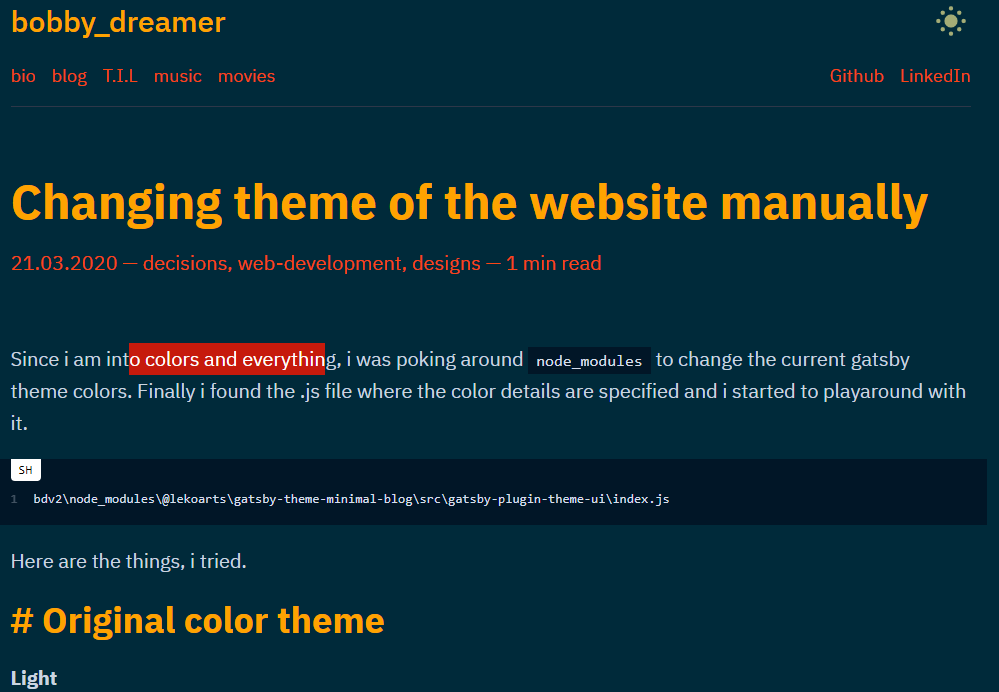 bobby_dreamer
bio blog T.I.L music movies Github LinkedIn
Changing theme of the website manually
21.03.2020 — decisions, web-development, designs — 1 min read
Since i am into colors and everything, i was poking around node_modules to change the current gatsby
theme colors. Finally i found the .js file where the color details are specified and i started to playaround with
it.
SH
1 bdv2\node_modules\@lekoarts\gatsby-theme-minimal-blog\src\gatsby-plugin-theme-ui\index.js
Here are the things, i tried.
# Original color theme
Light